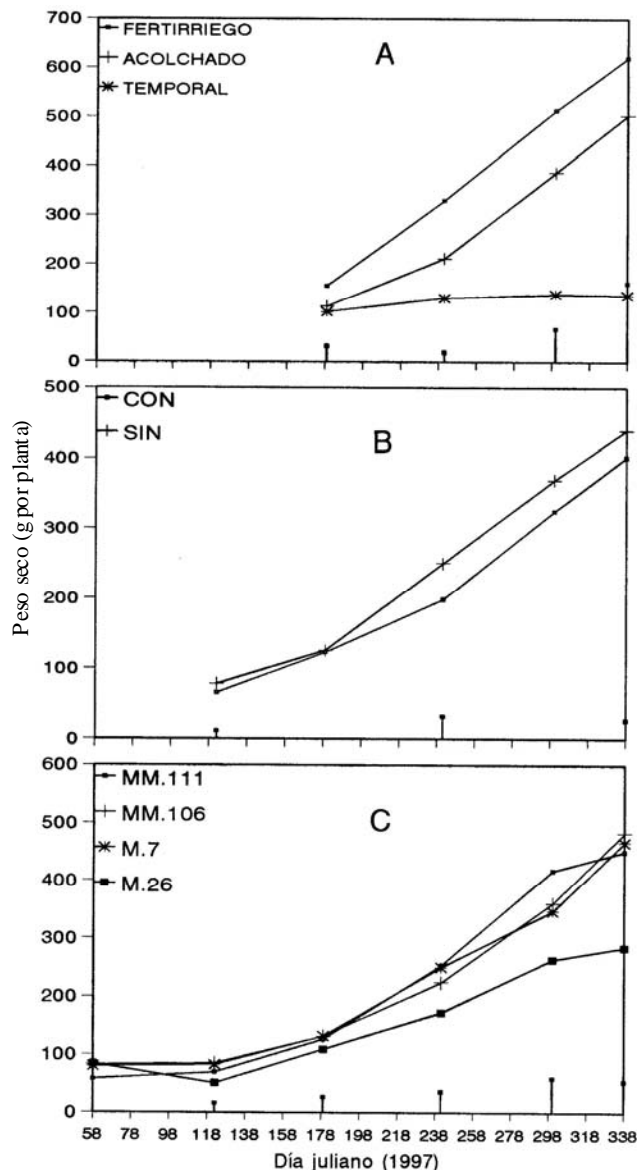 700
FERTIRRIEGO
A
600
ACOLCHADO
TEMPORAL
500
400
300
200
100
0
500
CON
SIN
B
400
300
200
100
0
Peso seco (g por planta)
600
MM.111
500
MM.106
C
M.7
400
M.26
300
200
100
0
58 78 98 118 138 158 178 198 218 238 258 278 298 318 338
Día juliano (1997)